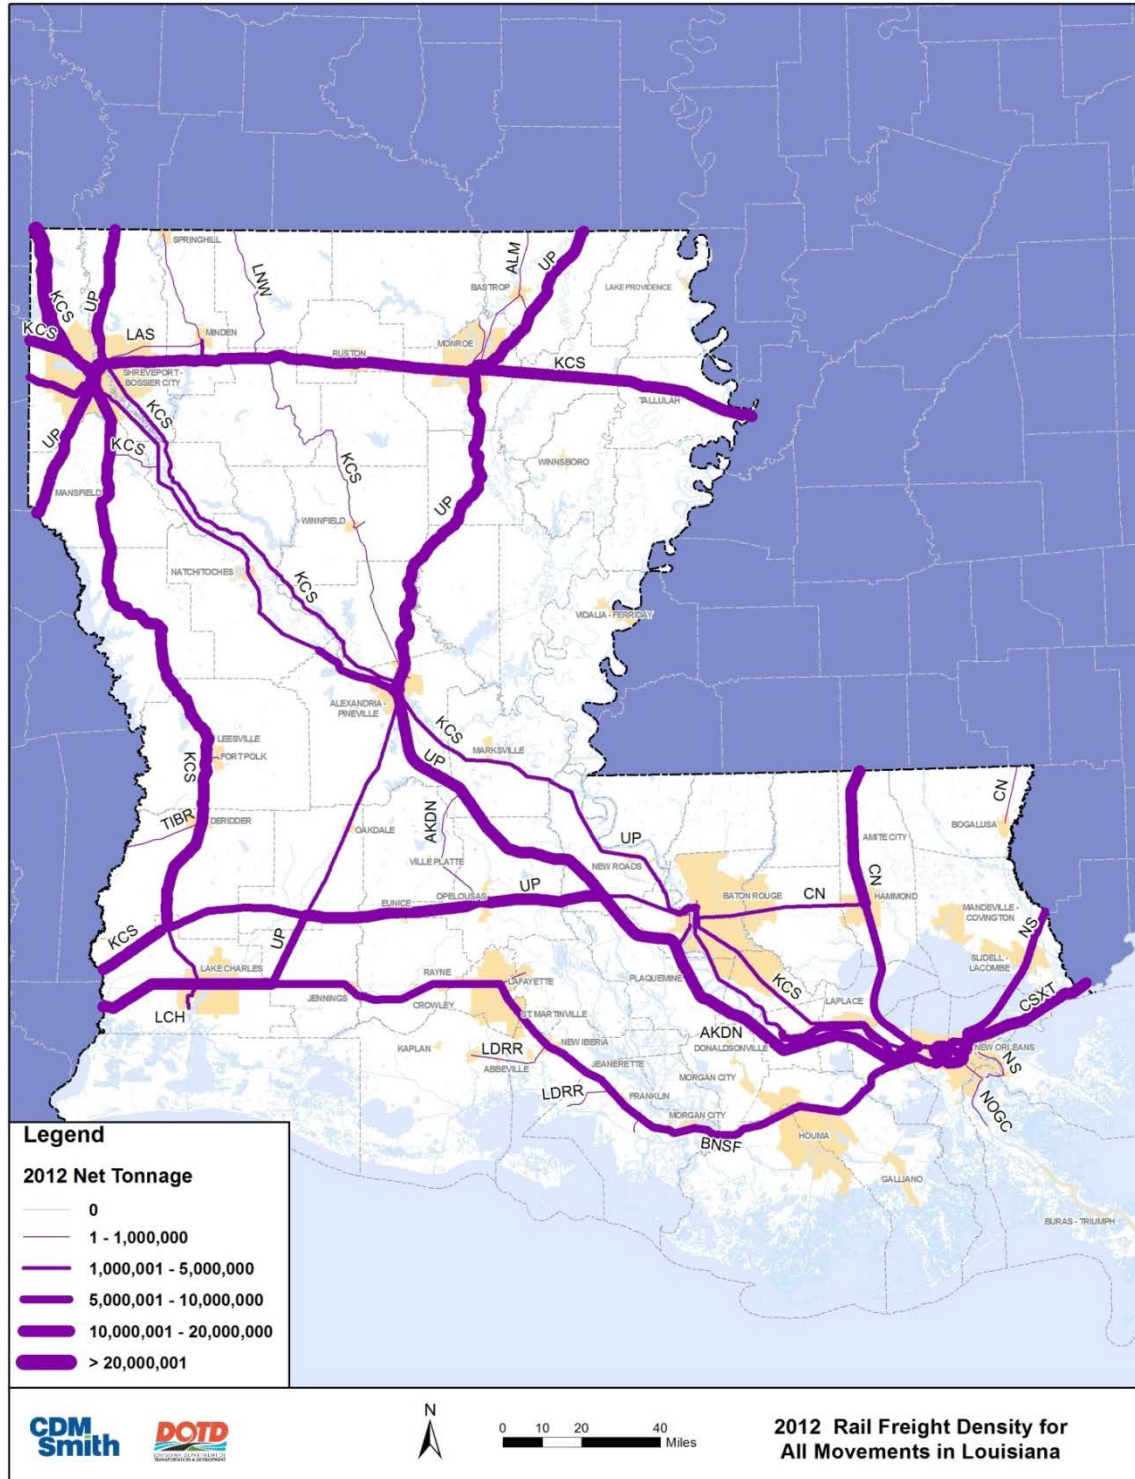 SPRINGHILL
LNW
ALM
UP
BASTROP
LAKE PROVIDENCE
KCS
UP
KCS
LAS
MINDEN
MONROE
RUSTON
KCS
SHREVEPORT -
BOSSIER CITY
TALLULAH
KCS
UP
KCS
KCS
WINNSBORO
MANSFIELD
UP
WINNFIELD
NATCHITOCHES
KCS
VIDALIA - FERRIDAY
ALEXANDRIA -
PINEVILLE
KCS
MARKSVILLE
LEESVILLE
FORT POLK
KCS
UP
CN
BOGALUSA
TIBR
DERIDDER
OAKDALE
AKDN
UP
AMITE CITY
VILLE PLATTE
NEW ROADS
CN
BATON ROUGE
CN
HAMMOND
OPELOUSAS
UP
EUNICE
MANDEVILLE -
COVINGTON
NS
KCS
UP
SLIDELL -
LACOMBE
LAKE CHARLES
RAYNE
LAFAYETTE
PLAQUEMINE
KCS
LAPLACE
CSXT
JENNINGS
CROWLEY
ST. MARTINVILLE
LCH
AKDN
DONALDSONVILLE
NEW ORLEANS
NS
KAPLAN
LDRR
ABBEVILLE
NEW IBERIA
JEANERETTE
MORGAN CITY
LDRR
FRANKLIN
NOGC
MORGAN CITY
BNSF
HOUMA
GALLIANO
BURAS - TRIUMPH
Legend
2012 Net Tonnage
0
1 - 1,000,000
1,000,001 - 5,000,000
5,000,001 - 10,000,000
10,000,001 - 20,000,000
> 20,000,001
CDM
Smith
DOTD
LOUISIANA DEPARTMENT OF
TRANSPORTATION & DEVELOPMENT
N
0 10 20 40
Miles
2012 Rail Freight Density for
All Movements in Louisiana